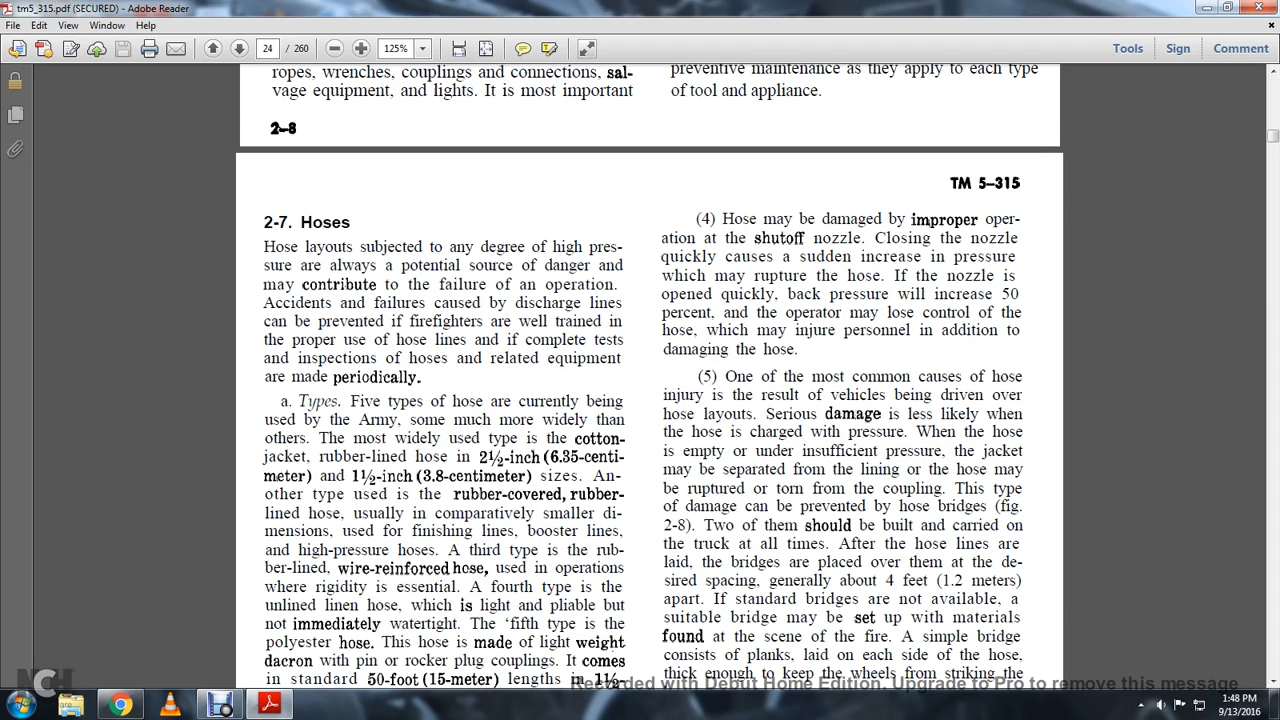 tm5_315.pdf (SECURED) - Adobe Reader
File Edit View Window Help
24 / 260 125% Tools Sign Comment
ropes, wrenches, couplings and connections, sal-
vage equipment, and lights. It is most important
2–8
preventive maintenance as they apply to each type
of tool and appliance.
TM 5–315
2-7. Hoses
Hose layouts subjected to any degree of high pres-
sure are always a potential source of danger and
may contribute to the failure of an operation.
Accidents and failures caused by discharge lines
can be prevented if firefighters are well trained in
the proper use of hose lines and if complete tests
and inspections of hoses and related equipment
are made periodically.
a. Types. Five types of hose are currently being
used by the Army, some much more widely than
others. The most widely used type is the cotton-
jacket, rubber-lined hose in 2½-inch (6.35-centi-
meter) and 1½-inch (3.8-centimeter) sizes. An-
other type used is the rubber-covered, rubber-
lined hose, usually in comparatively smaller di-
mensions, used for finishing lines, booster lines,
and high-pressure hoses. A third type is the rub-
ber-lined, wire-reinforced hose, used in operations
where rigidity is essential. A fourth type is the
unlined linen hose, which is light and pliable but
not immediately watertight. The 'fifth type is the
polyester hose. This hose is made of light weight
dacron with pin or rocker plug couplings. It comes
in standard 50-foot (15-meter) lengths in 1½-
(4) Hose may be damaged by improper oper-
ation at the shutoff nozzle. Closing the nozzle
quickly causes a sudden increase in pressure
which may rupture the hose. If the nozzle is
opened quickly, back pressure will increase 50
percent, and the operator may lose control of the
hose, which may injure personnel in addition to
damaging the hose.
(5) One of the most common causes of hose
injury is the result of vehicles being driven over
hose layouts. Serious damage is less likely when
the hose is charged with pressure. When the hose
is empty or under insufficient pressure, the jacket
may be separated from the lining or the hose may
be ruptured or torn from the coupling. This type
of damage can be prevented by hose bridges (fig.
2-8). Two of them should be built and carried on
the truck at all times. After the hose lines are
laid, the bridges are placed over them at the de-
sired spacing, generally about 4 feet (1.2 meters)
apart. If standard bridges are not available, a
suitable bridge may be set up with materials
found at the scene of the fire. A simple bridge
consists of planks, laid on each side of the hose,
thick enough to keep the wheels from striking the
Recorded with Debut Home Edition. Upgrade to Pro to remove this message
NCH
1:48 PM
9/13/2016